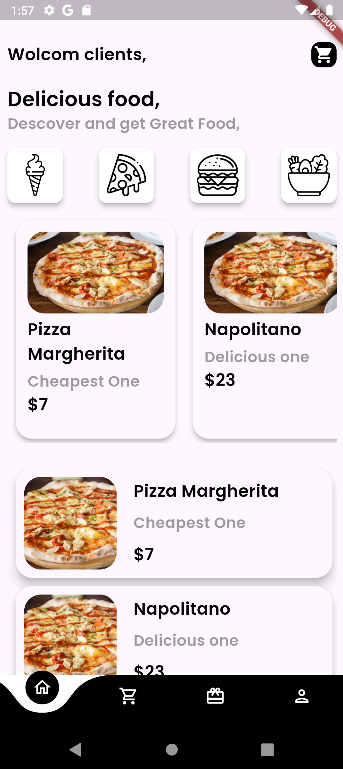 1:57
DEBUG
Wolcom clients,
Delicious food,
Descover and get Great Food,
Pizza
Margherita
Cheapest One
$7
Napolitano
Delicious one
$23
Pizza Margherita
Cheapest One
$7
Napolitano
Delicious one
$23